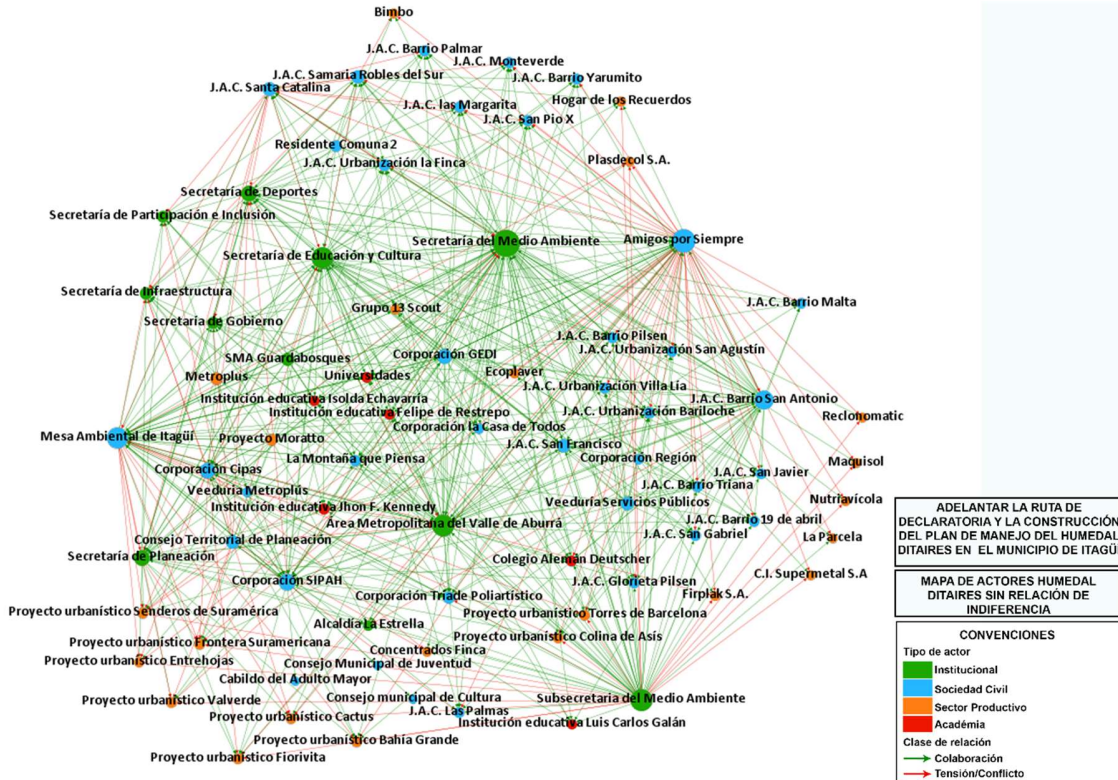 Bimbo
J.A.C. Barrio Palmar
J.A.C. Monteverde
J.A.C. Samaria Robles del Sur
J.A.C. Barrio Yarumito
J.A.C. Santa Catalina
J.A.C. las Margarita
Hogar de los Recuerdos
J.A.C. San Pio X
Residente Comuna 2
J.A.C. Urbanización la Finca
Plasdecol S.A.
Secretaría de Deportes
Secretaría de Participación e Inclusión
Secretaría del Medio Ambiente
Amigos por Siempre
Secretaría de Educación y Cultura
Secretaría de Infraestructura
Grupo 13 Scout
J.A.C. Barrio Malta
Secretaría de Gobierno
J.A.C. Barrio Pilsen
J.A.C. Urbanización San Agustín
SMA Guardabosques
Corporación GEDI
Ecoplaver
Metroplus
Universidades
J.A.C. Urbanización Villa Lía
Institución educativa Isolda Echavarría
J.A.C. Barrio San Antonio
Institución educativa Felipe de Restrepo
J.A.C. Urbanización Bariloche
Reclonomatic
Corporación la Casa de Todos
Mesa Ambiental de Itagüí
Proyecto Moratto
J.A.C. San Francisco
La Montaña que Piensa
Corporación Región
Maquisol
Corporación Cipas
J.A.C. San Javier
J.A.C. Barrio Triana
Veeduría Metroplús
Nutriavícola
Institución educativa Jhon F. Kennedy
Veeduría Servicios Públicos
Área Metropolitana del Valle de Aburrá
J.A.C. Barrio 19 de abril
Consejo Territorial de Planeación
J.A.C. San Gabriel
La Parcela
Secretaría de Planeación
Colegio Alemán Deutscher
C.I. Supermetal S.A
Corporación SIPAH
J.A.C. Glorieta Pilsen
Corporación Triade Poliartístico
Firplak S.A.
Proyecto urbanístico Senderos de Suramérica
Proyecto urbanístico Torres de Barcelona
Alcaldía La Estrella
Proyecto urbanístico Colina de Asís
Proyecto urbanístico Frontera Suramericana
Concentrados Finca
Proyecto urbanístico Entrehojas
Consejo Municipal de Juventud
Cabildo del Adulto Mayor
Proyecto urbanístico Valverde
Consejo municipal de Cultura
Subsecretaria del Medio Ambiente
J.A.C. Las Palmas
Proyecto urbanístico Cactus
Institución educativa Luis Carlos Galán
Proyecto urbanístico Bahía Grande
Proyecto urbanístico Fiorivita
ADELANTAR LA RUTA DE
DECLARATORIA Y LA CONSTRUCCIÓN
DEL PLAN DE MANEJO DEL HUMEDAL
DITAIRES EN EL MUNICIPIO DE ITAGÜÍ
MAPA DE ACTORES HUMEDAL
DITAIRES SIN RELACIÓN DE
INDIFERENCIA
CONVENCIONES
Tipo de actor
Institucional
Sociedad Civil
Sector Productivo
Académia
Clase de relación
Colaboración
Tensión/Conflicto